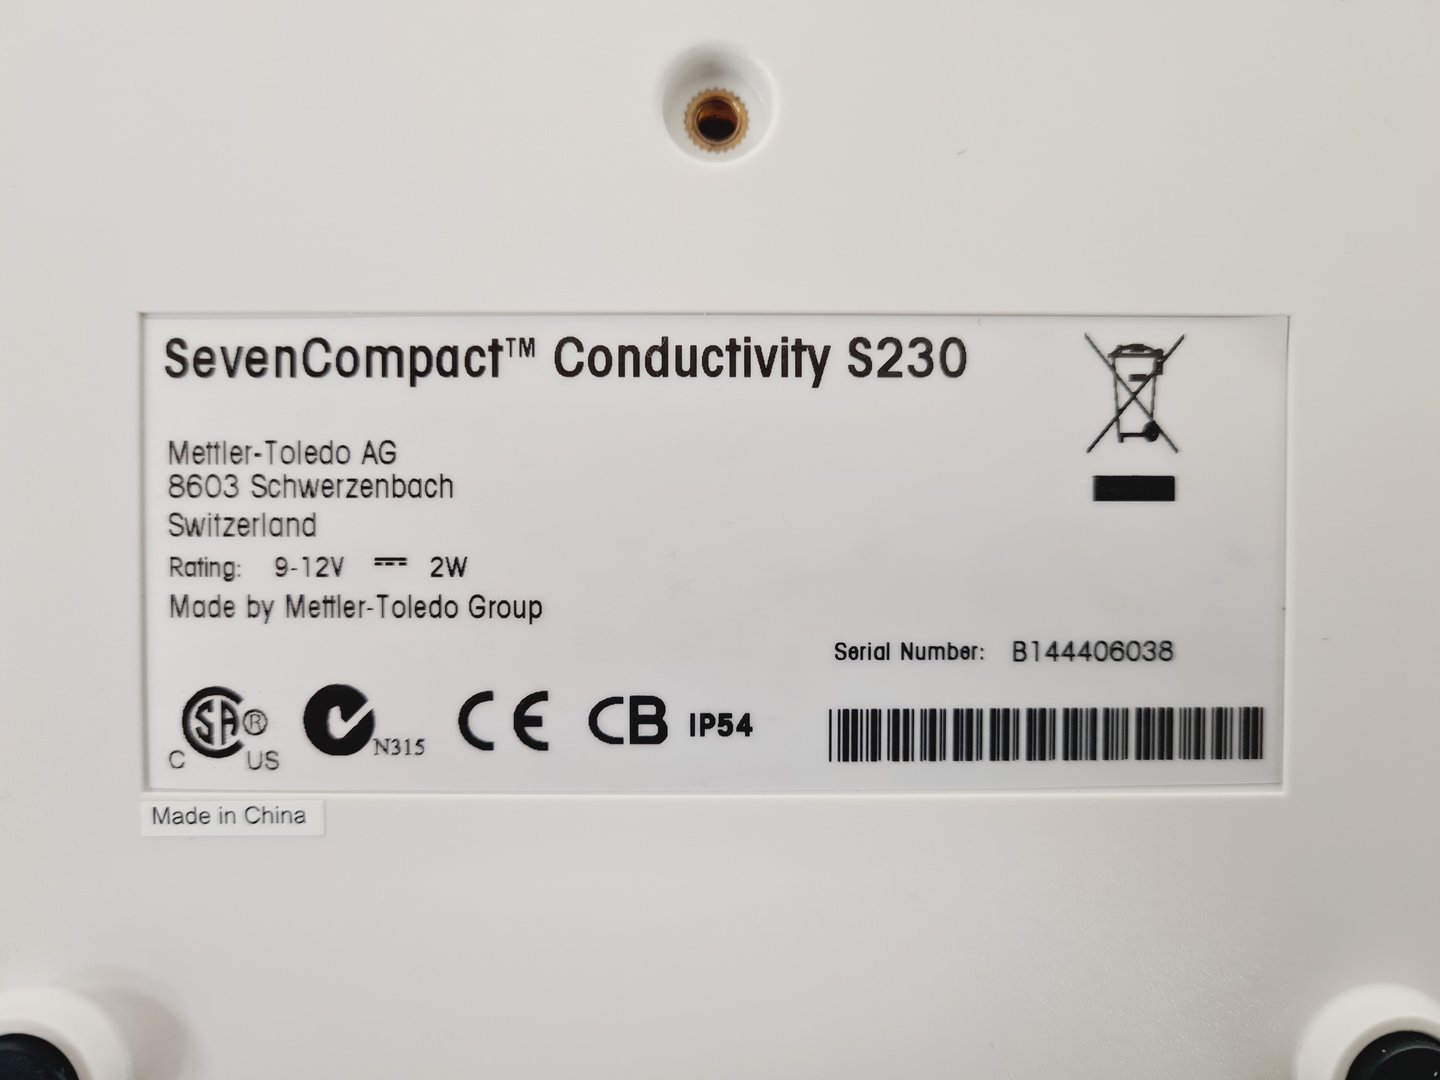 SevenCompact™ Conductivity S230
Mettler-Toledo AG
8603 Schwerzenbach
Switzerland
Rating: 9-12V ⎓ 2W
Made by Mettler-Toledo Group
Serial Number: B144406038
C SA ® US N315 CE CB IP54
Made in China